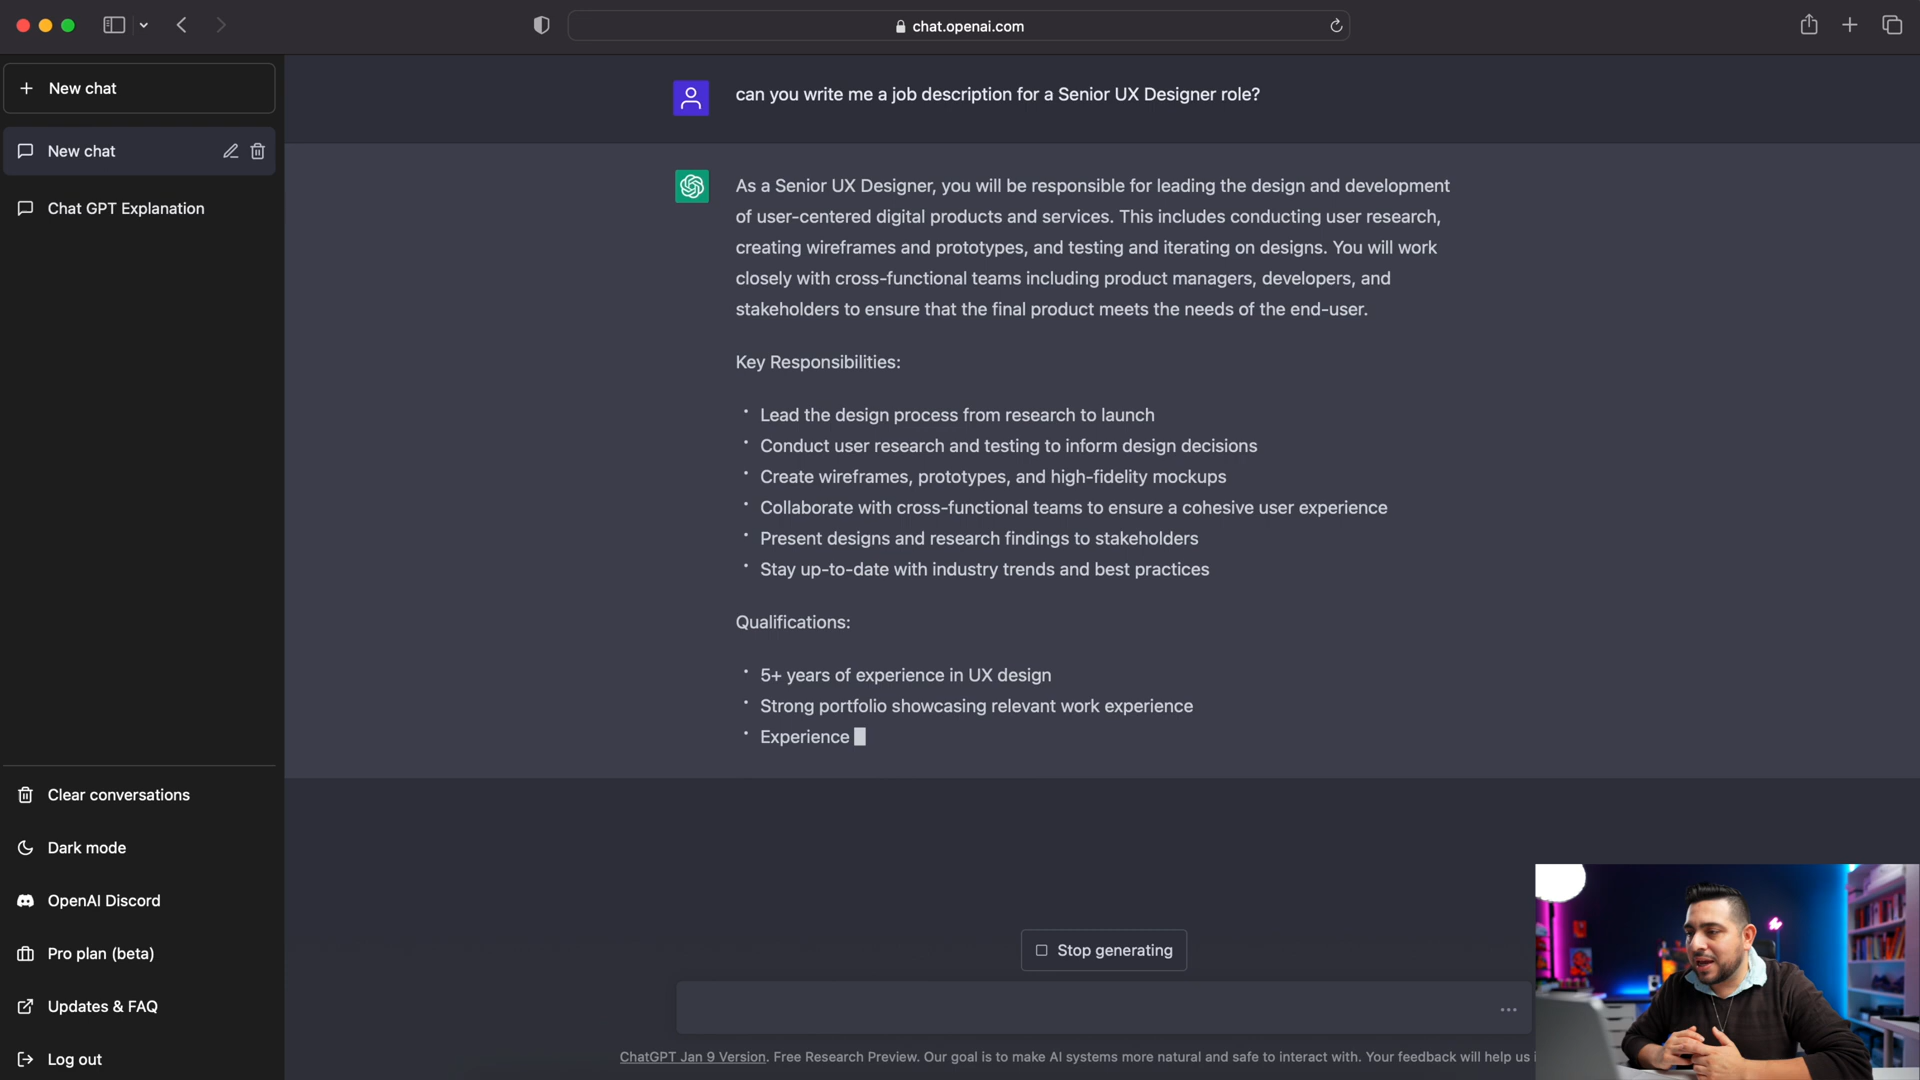 chat.openai.com
New chat
New chat
Chat GPT Explanation
can you write me a job description for a Senior UX Designer role?
As a Senior UX Designer, you will be responsible for leading the design and development
of user-centered digital products and services. This includes conducting user research,
creating wireframes and prototypes, and testing and iterating on designs. You will work
closely with cross-functional teams including product managers, developers, and
stakeholders to ensure that the final product meets the needs of the end-user.
Key Responsibilities:
• Lead the design process from research to launch
• Conduct user research and testing to inform design decisions
• Create wireframes, prototypes, and high-fidelity mockups
• Collaborate with cross-functional teams to ensure a cohesive user experience
• Present designs and research findings to stakeholders
• Stay up-to-date with industry trends and best practices
Qualifications:
• 5+ years of experience in UX design
• Strong portfolio showcasing relevant work experience
• Experience
Clear conversations
Dark mode
OpenAI Discord
Pro plan (beta)
Updates & FAQ
Log out
Stop generating
ChatGPT Jan 9 Version. Free Research Preview. Our goal is to make AI systems more natural and safe to interact with. Your feedback will help us